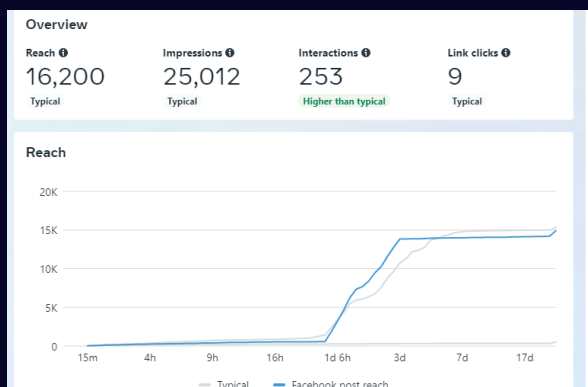 Overview
Reach Impressions Interactions Link clicks
16,200 25,012 253 9
Typical Typical Higher than typical Typical
Reach
20K
15K
10K
5K
0
15m 4h 9h 16h 1d 6h 3d 7d 17d
Typical Facebook post reach